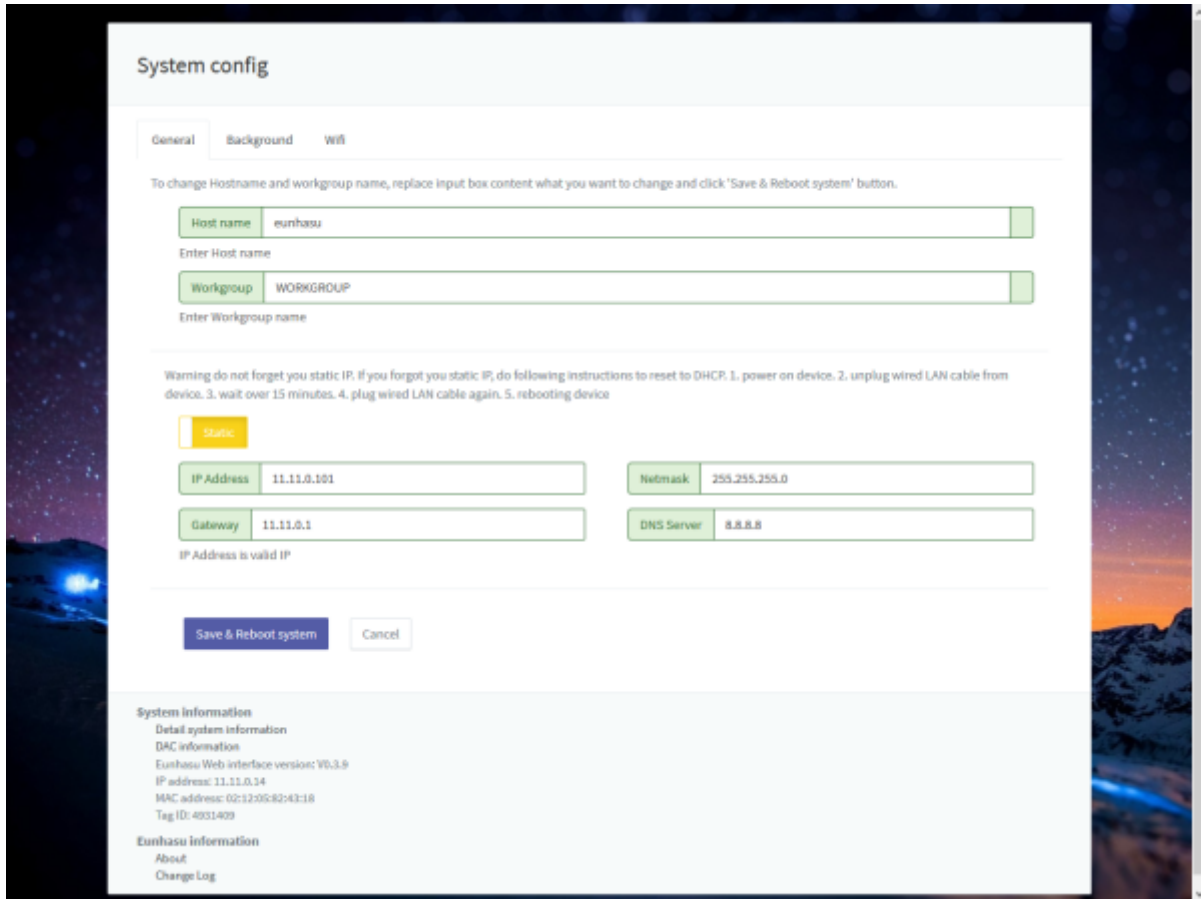 System config
General Background Wifi
To change Hostname and workgroup name, replace input box content what you want to change and click 'Save & Reboot system' button.
Host name eunhasu
Enter Host name
Workgroup WORKGROUP
Enter Workgroup name
Warning do not forget you static IP. If you forgot you static IP, do following instructions to reset to DHCP. 1. power on device. 2. unplug wired LAN cable from
device. 3. wait over 15 minutes. 4. plug wired LAN cable again. 5. rebooting device
Static
IP Address 11.11.0.101 Netmask 255.255.255.0
Gateway 11.11.0.1 DNS Server 8.8.8.8
IP Address is valid IP
Save & Reboot system Cancel
System information
Detail system information
DAC information
Eunhasu Web interface version: V0.3.9
IP address: 11.11.0.14
MAC address: 02:12:05:82:43:18
Tag ID: 4931409
Eunhasu information
About
Change Log